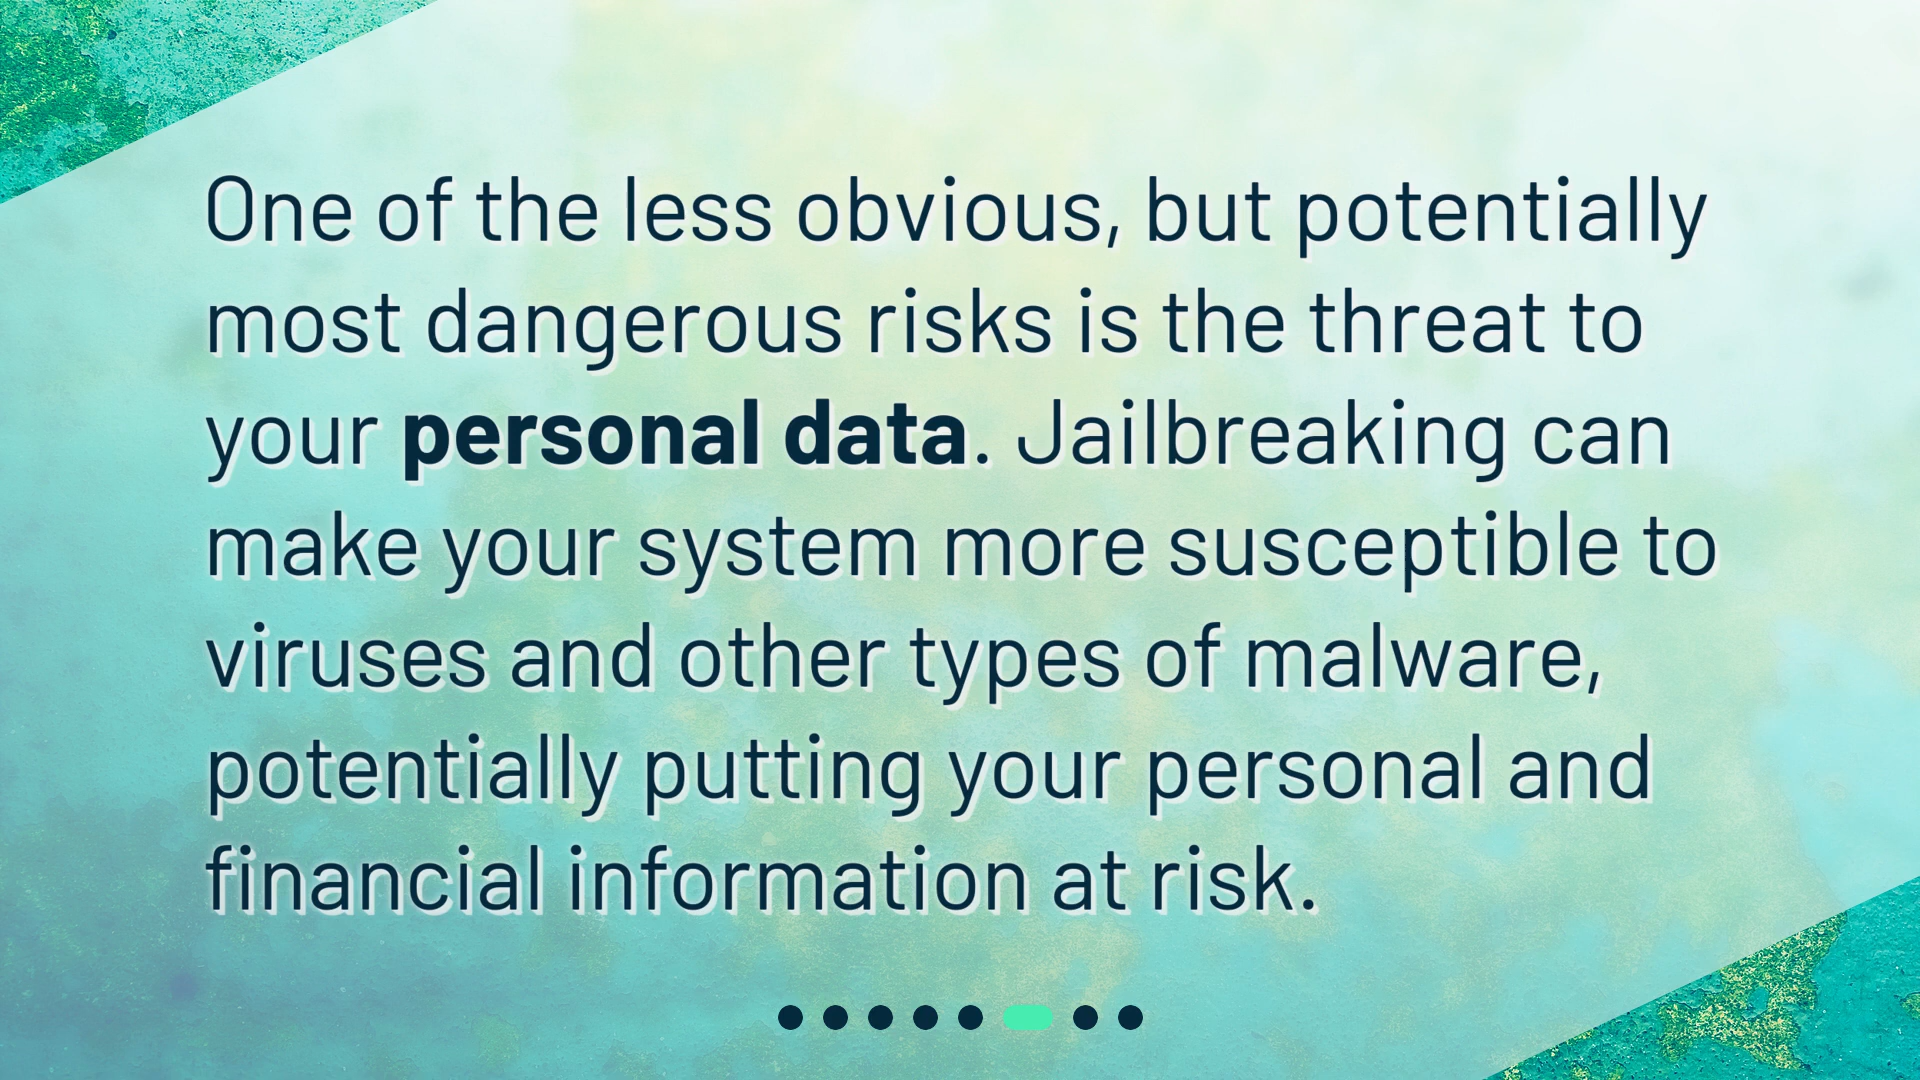 One of the less obvious, but potentially
most dangerous risks is the threat to
your personal data. Jailbreaking can
make your system more susceptible to
viruses and other types of malware,
potentially putting your personal and
financial information at risk.